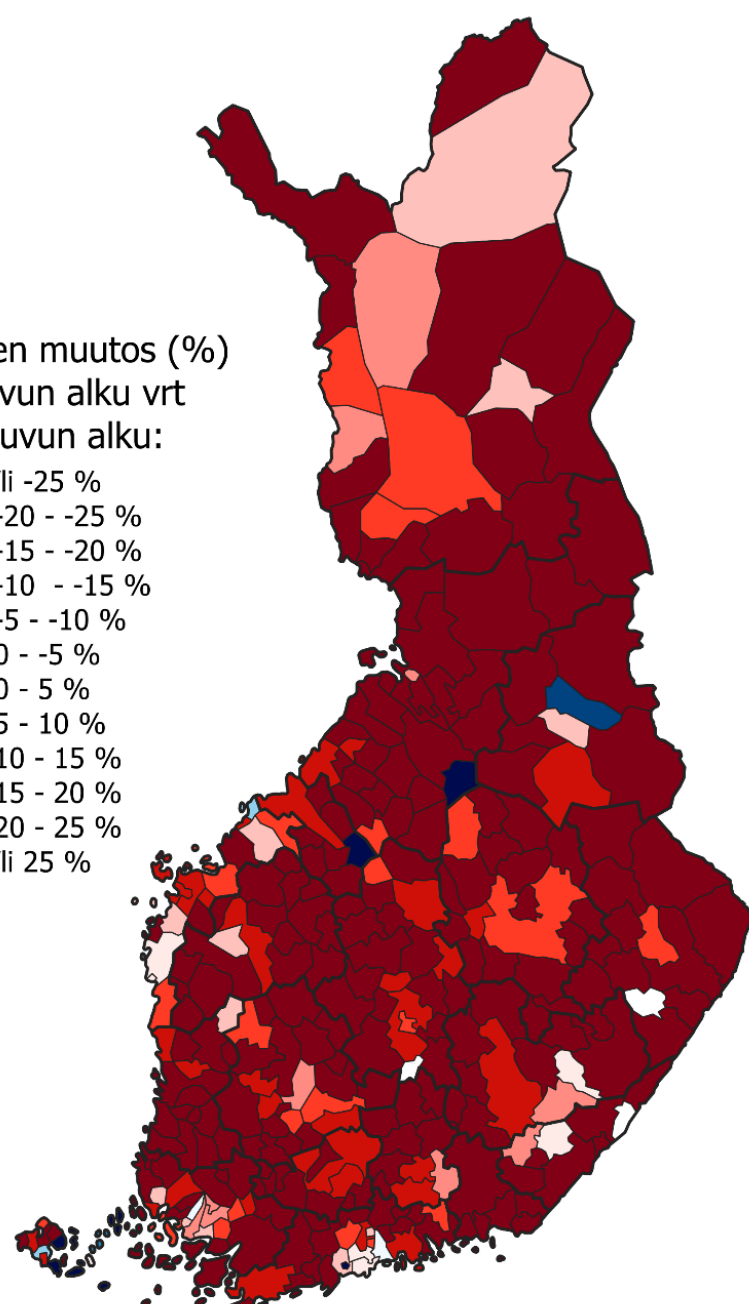 en muutos (%)
vun alku vrt
uvun alku:
li -25 %
-20 - -25 %
-15 - -20 %
-10 - -15 %
-5 - -10 %
0 - -5 %
0 - 5 %
5 - 10 %
10 - 15 %
15 - 20 %
20 - 25 %
li 25 %